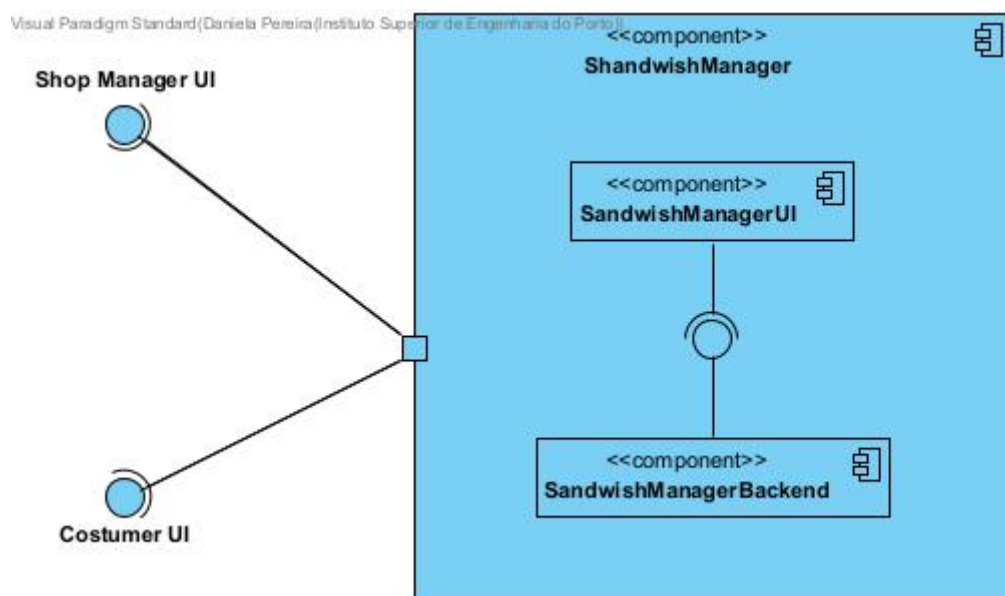 Visual Paradigm Standard(Daniela Pereira(Instituto Superior de Engenharia do Porto))
<<component>>
ShandwishManager
Shop Manager UI
<<component>>
SandwishManagerUI
<<component>>
SandwishManagerBackend
Costumer UI